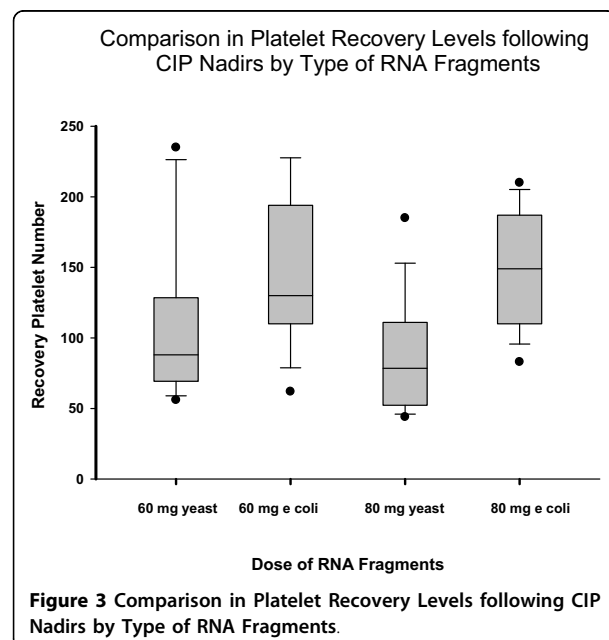 Comparison in Platelet Recovery Levels following
CIP Nadirs by Type of RNA Fragments
Recovery Platelet Number
250
200
150
100
50
0
60 mg yeast 60 mg e coli 80 mg yeast 80 mg e coli
Dose of RNA Fragments
Figure 3 Comparison in Platelet Recovery Levels following CIP
Nadirs by Type of RNA Fragments.